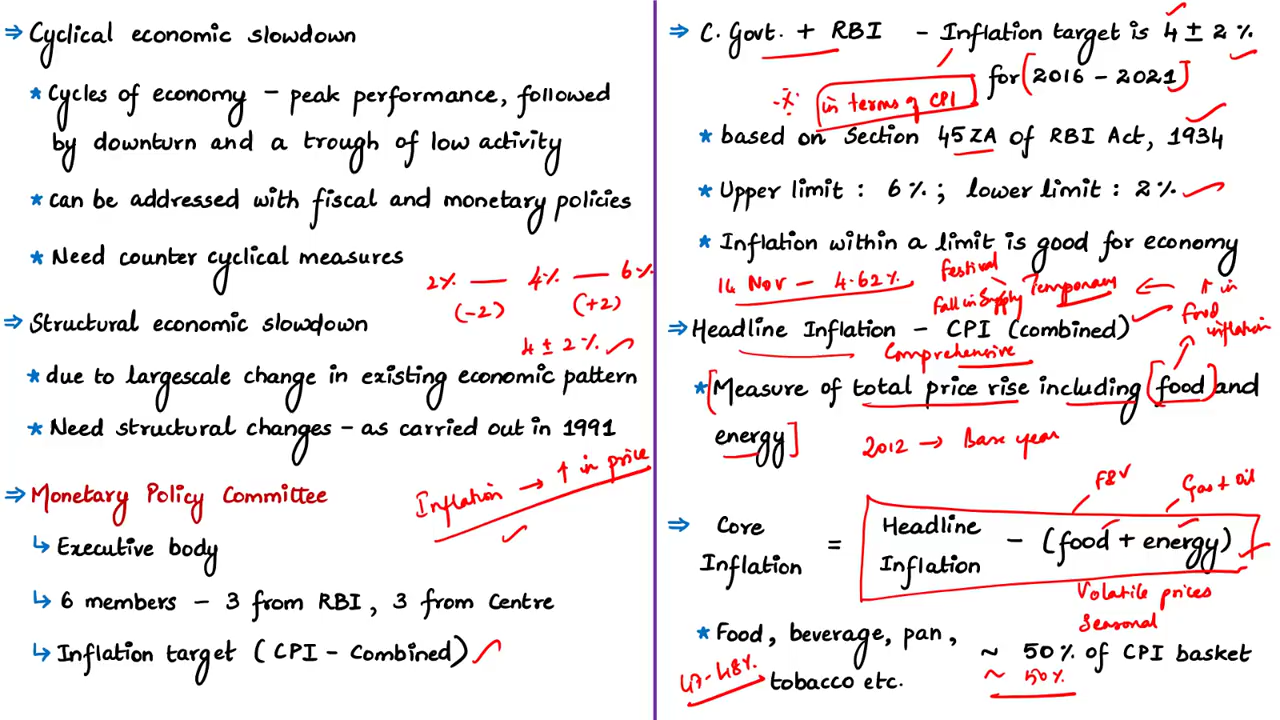 ⇒ Cyclical economic slowdown
* Cycles of economy - peak performance, followed
by downturn and a trough of low activity
* can be addressed with fiscal and monetary policies
* Need counter cyclical measures
2% — 4% — 6%
(-2) (+2)
⇒ Structural economic slowdown
4 ± 2%
* due to largescale change in existing economic pattern
* Need structural changes - as carried out in 1991
Inflation → ↑ in price
⇒ Monetary Policy Committee
↳ Executive body
↳ 6 members - 3 from RBI, 3 from Centre
↳ Inflation target (CPI - Combined)
⇒ C. Govt. + RBI - Inflation target is 4 ± 2%
for (2016 - 2021]
in terms of CPI
* based on Section 45ZA of RBI Act, 1934
* Upper limit : 6%; lower limit : 2%
* Inflation within a limit is good for economy
14 Nov - 4.62%
Festival
Fall in Supply
Temporary ← ↑ in
food
inflation
⇒ Headline Inflation - CPI (combined)
Comprehensive
* [Measure of total price rise including (food) and
energy]
2012 → Base year
F&V
Gas + Oil
⇒ Core
Inflation
=
Headline
Inflation
- (food + energy)
Volatile prices
Seasonal
* Food, beverage, pan,
tobacco etc.
~ 50% of CPI basket
47-48%
~ 50%